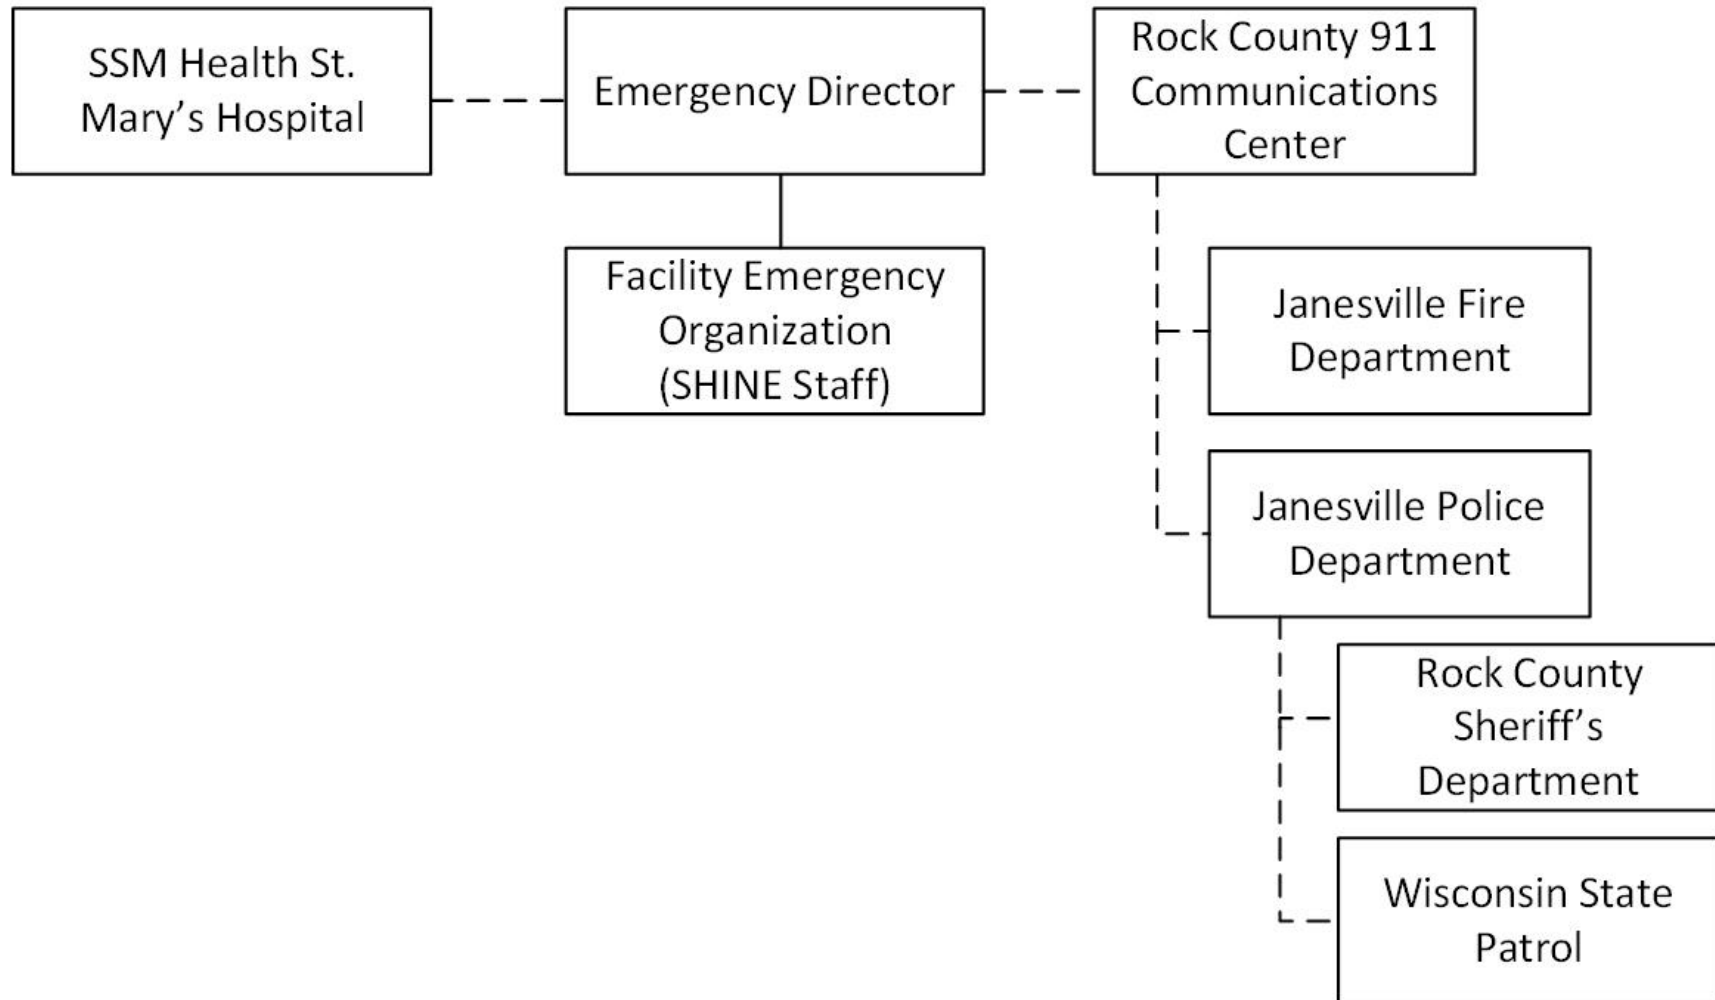 SSM Health St.
Mary’s Hospital
Emergency Director
Rock County 911
Communications
Center
Facility Emergency
Organization
(SHINE Staff)
Janesville Fire
Department
Janesville Police
Department
Rock County
Sheriff’s
Department
Wisconsin State
Patrol